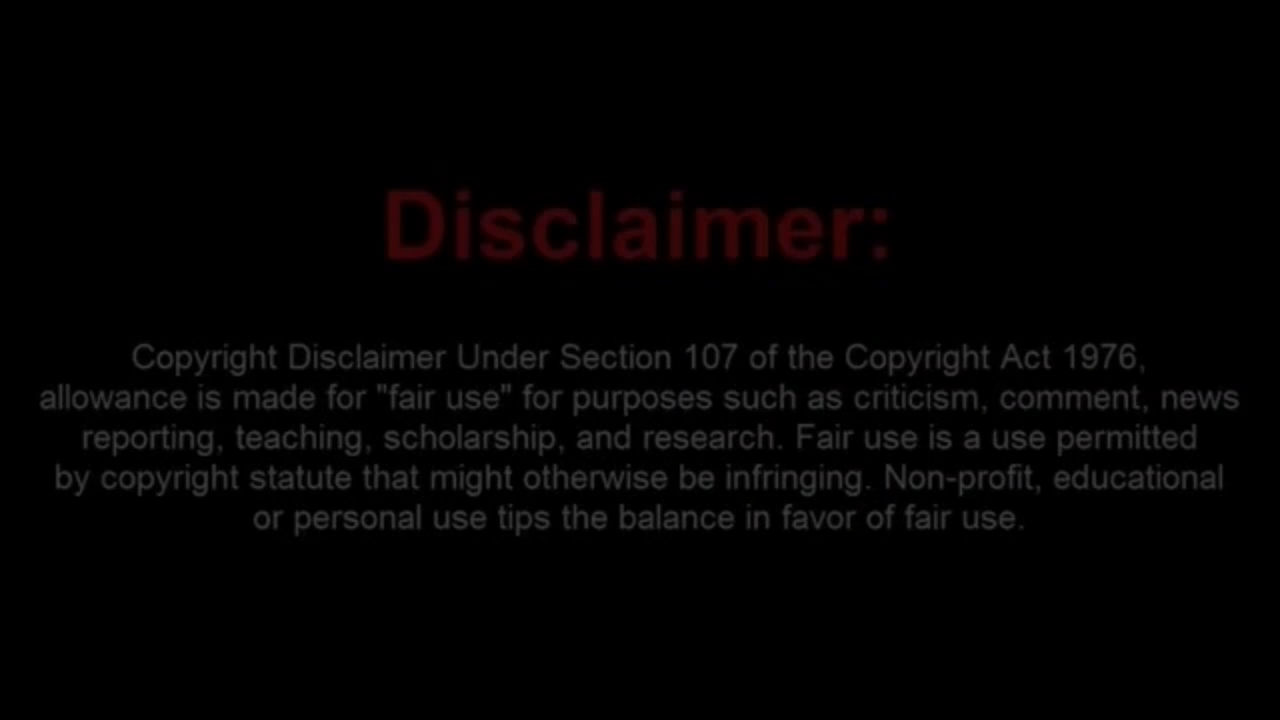 Disclaimer:
Copyright Disclaimer Under Section 107 of the Copyright Act 1976,
allowance is made for "fair use" for purposes such as criticism, comment, news
reporting, teaching, scholarship, and research. Fair use is a use permitted
by copyright statute that might otherwise be infringing. Non-profit, educational
or personal use tips the balance in favor of fair use.